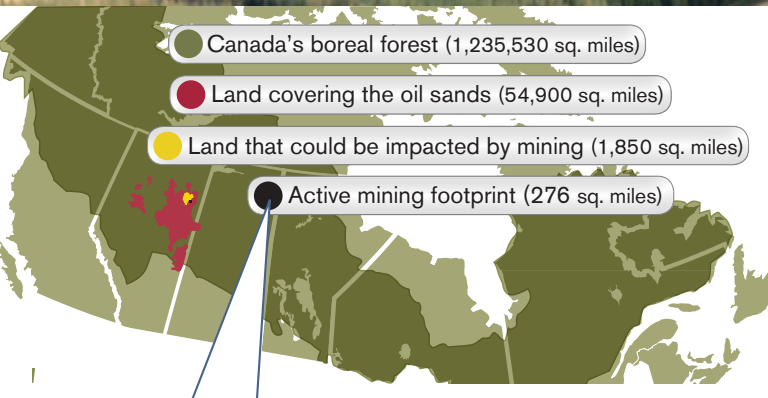 Canada's boreal forest (1,235,530 sq. miles)
Land covering the oil sands (54,900 sq. miles)
Land that could be impacted by mining (1,850 sq. miles)
Active mining footprint (276 sq. miles)